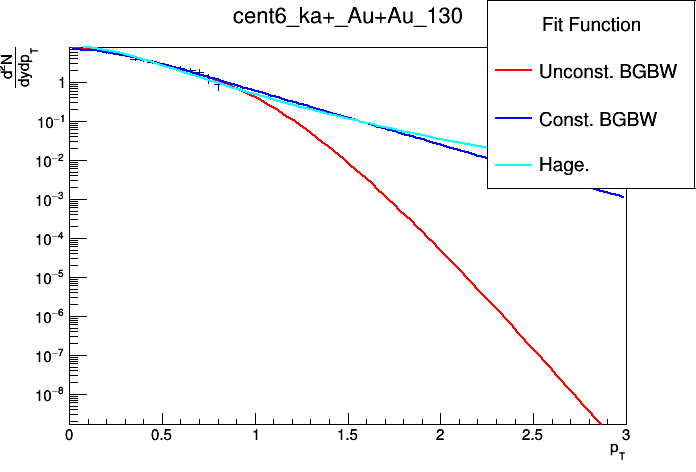 cent6_ka+_Au+Au_130
Fit Function
Unconst. BGBW
Const. BGBW
Hage.
d²N
dydp_T
1
10⁻¹
10⁻²
10⁻³
10⁻⁴
10⁻⁵
10⁻⁶
10⁻⁷
10⁻⁸
0 0.5 1 1.5 2 2.5 3
p_T